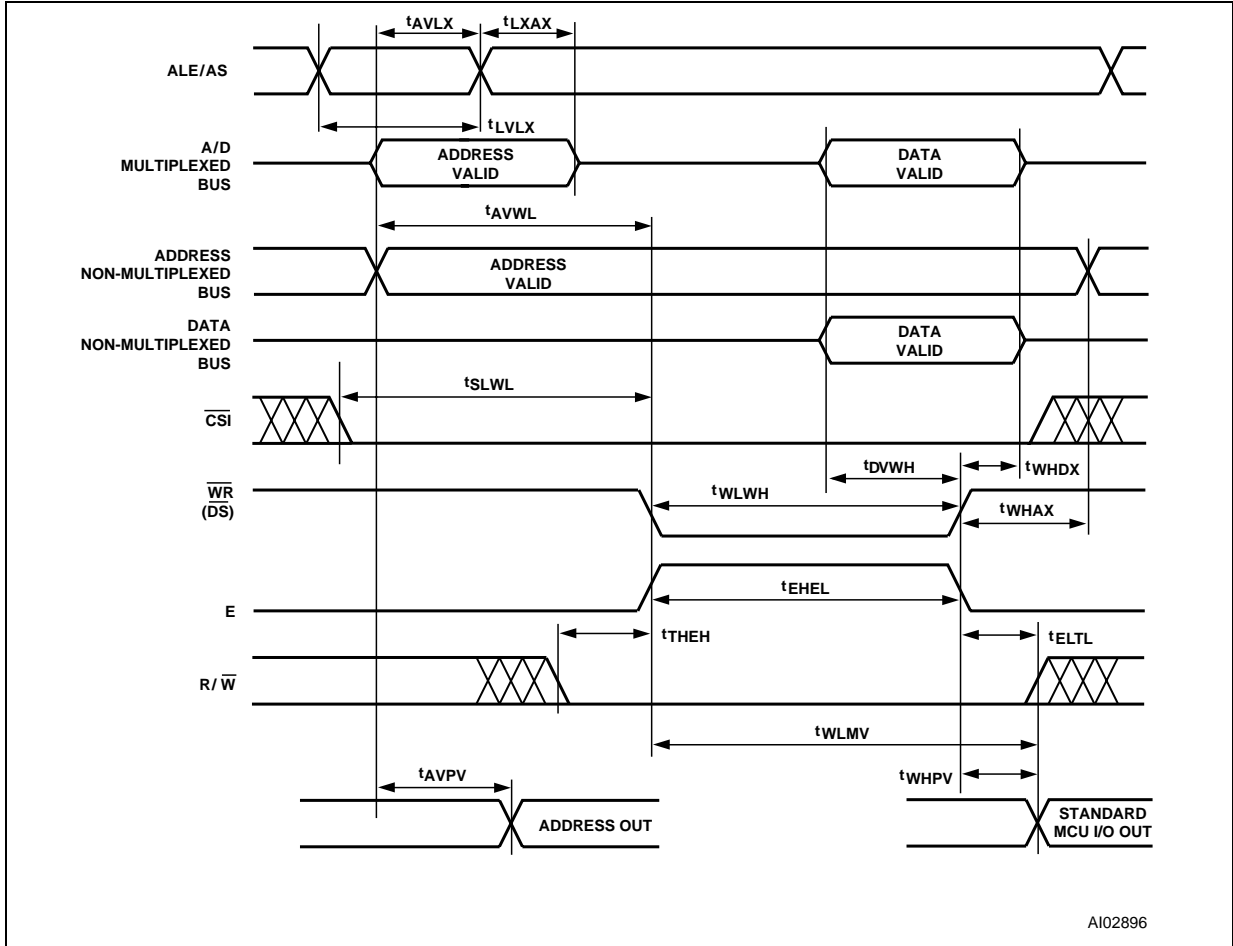 tAVLX
tLXAX
ALE/AS
tLVLX
A/D
MULTIPLEXED
BUS
ADDRESS
VALID
DATA
VALID
tAVWL
ADDRESS
NON-MULTIPLEXED
BUS
ADDRESS
VALID
DATA
NON-MULTIPLEXED
BUS
DATA
VALID
tSLWL
CSI
tDVWH
tWHDX
WR
(DS)
tWLWH
tWHAX
E
tEHEL
tTHEH
tELTL
R/ W
tWLMV
tAVPV
tWHPV
ADDRESS OUT
STANDARD
MCU I/O OUT
AI02896